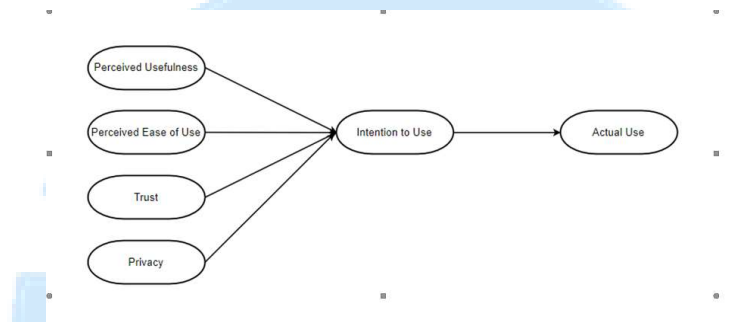 Perceived Usefulness
Perceived Ease of Use
Intention to Use
Actual Use
Trust
Privacy